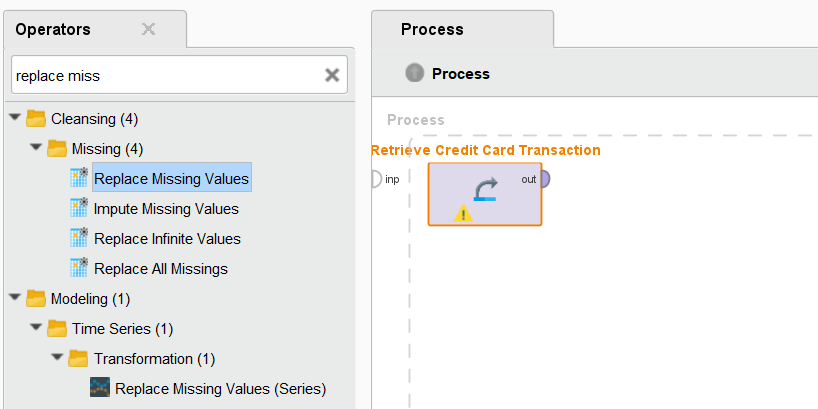 Operators
replace miss
Cleansing (4)
Missing (4)
Replace Missing Values
Impute Missing Values
Replace Infinite Values
Replace All Missings
Modeling (1)
Time Series (1)
Transformation (1)
Replace Missing Values (Series)
Process
Process
Process
Retrieve Credit Card Transaction
inp
out